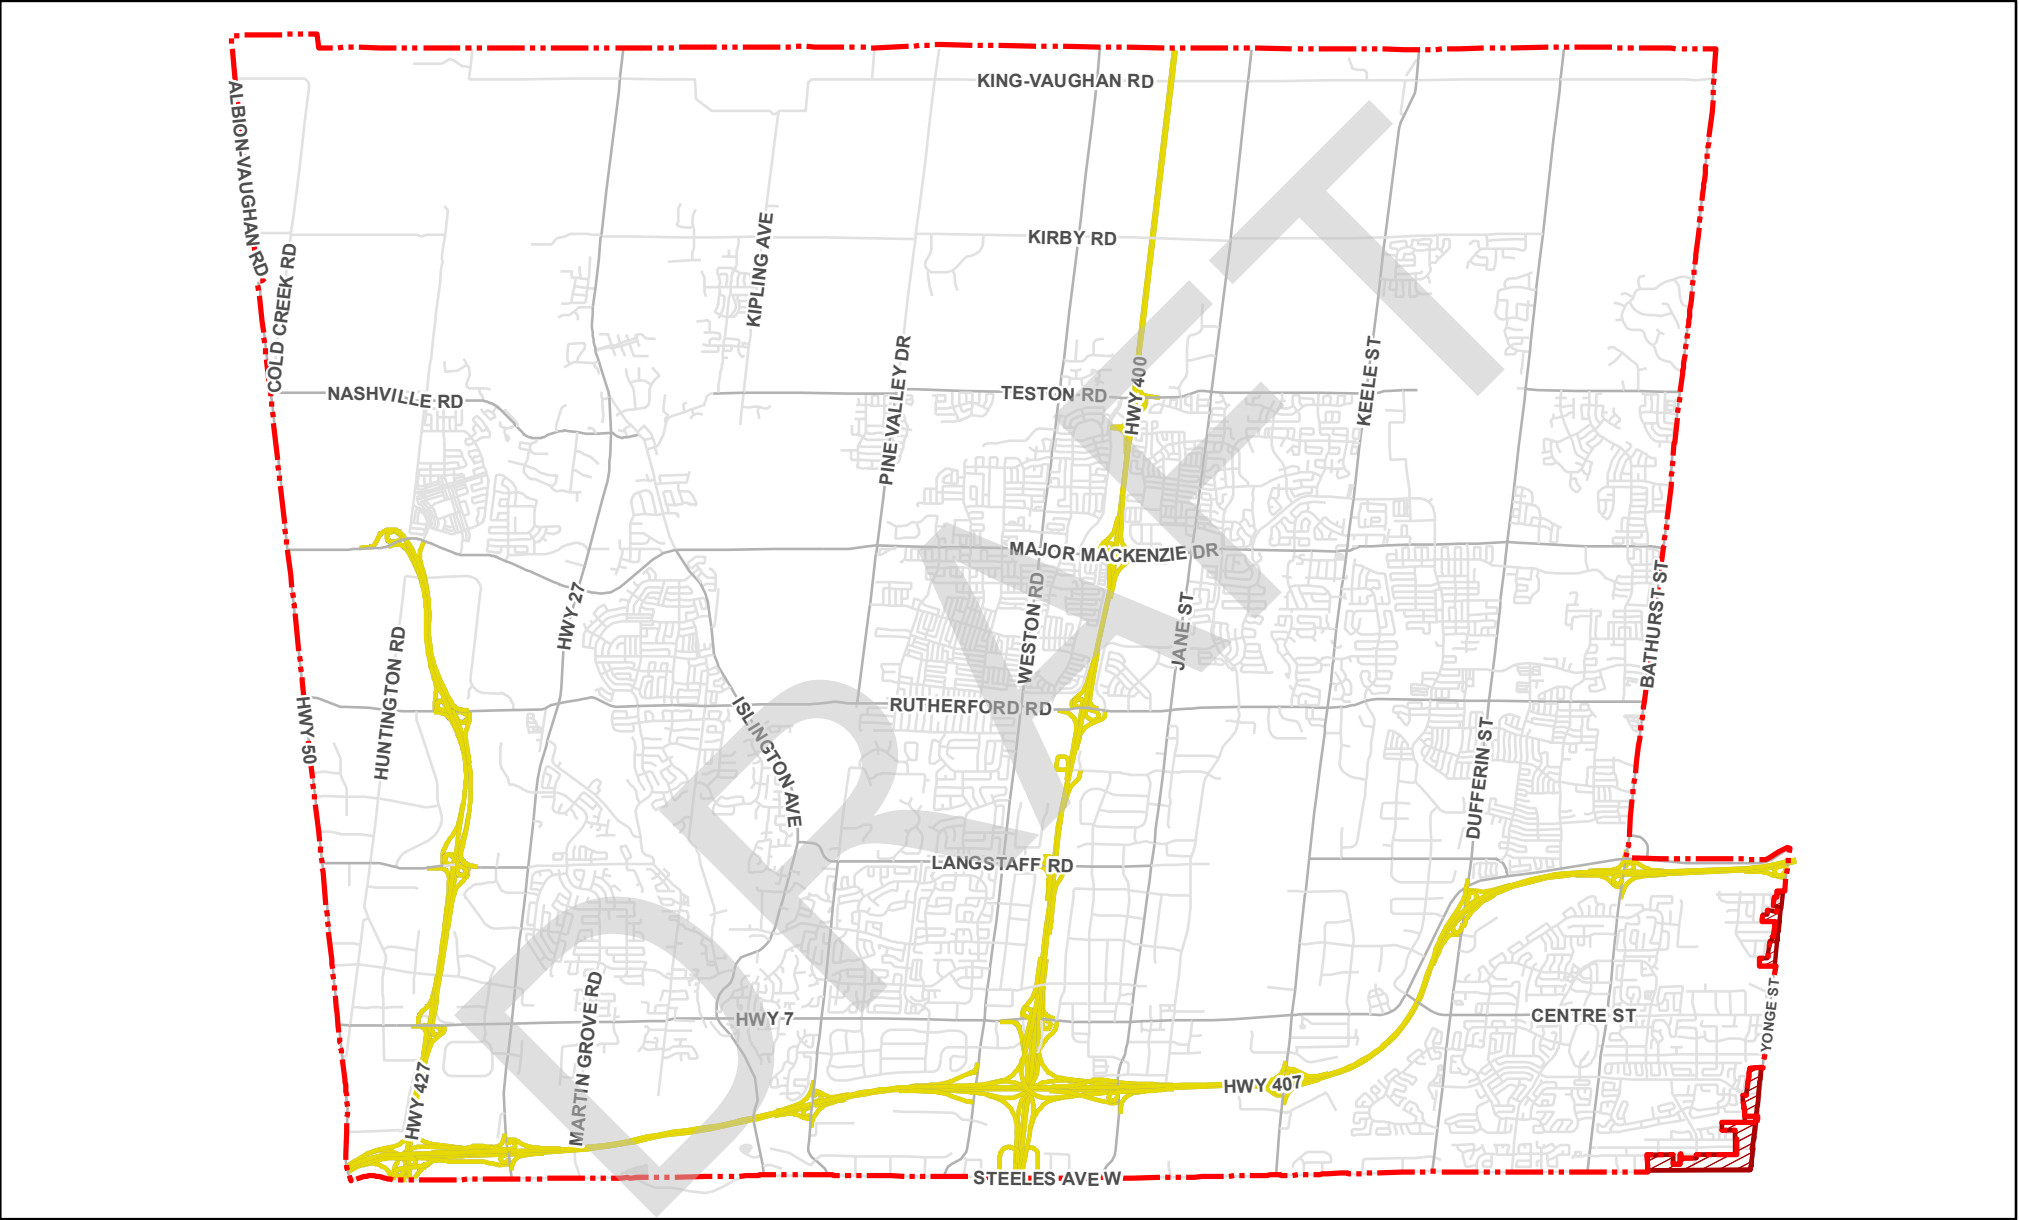 KING-VAUGHAN RD
ALBION-VAUGHAN RD
COLD CREEK RD
KIPLING AVE
KIRBY RD
PINE VALLEY DR
HWY 400
KEELE ST
NASHVILLE RD
TESTON RD
MAJOR MACKENZIE DR
HWY 27
WESTON RD
JANE ST
BATHURST ST
HUNTINGTON RD
HWY 50
ISLINGTON AVE
RUTHERFORD RD
DUFFERIN ST
LANGSTAFF RD
MARTIN GROVE RD
HWY 7
CENTRE ST
YONGE ST
HWY 427
HWY 407
STEELES AVE W
DRAFT